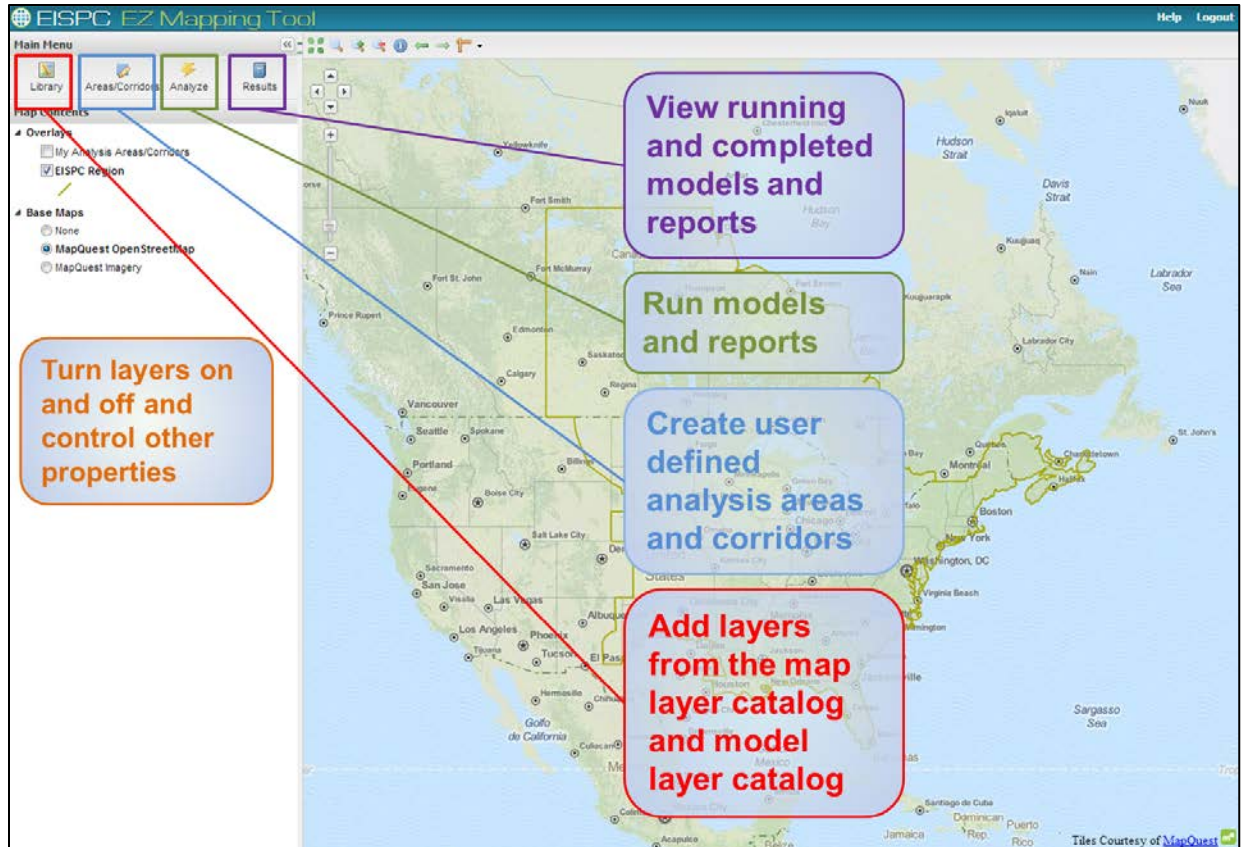 EISPC EZ Mapping Tool
Help Logout
Main Menu
Library
Areas/Corridors
Analyze
Results
Map Contents
Overlays
My Analysis Areas/Corridors
EISPC Region
Base Maps
None
MapQuest OpenStreetMap
MapQuest Imagery
Turn layers on
and off and
control other
properties
View running
and completed
models and
reports
Run models
and reports
Create user
defined
analysis areas
and corridors
Add layers
from the map
layer catalog
and model
layer catalog
Nuuk
Iqaluit
Hudson
Strait
Davis
Strait
Yellowknife
Fort Smith
Hudson
Bay
Kuujjuaq
Fort McMurray
Fort St. John
Nain
Labrador
Sea
Kuujjuarapik
Prince Rupert
Edmonton
Labrador City
Calgary
Regina
Vancouver
Seattle
Spokane
St. John's
Quebec
Charlottetown
Montreal
Halifax
Portland
Eugene
Boise City
Boston
Chicago
New York
Salt Lake City
Washington, DC
States
Sacramento
San Jose
Visalia
Las Vegas
Virginia Beach
Wilmington
Los Angeles
Phoenix
Tijuana
Tucson
El Paso
Houston
New Orleans
Hermosillo
Golfo
de California
Sargasso
Sea
Mexico
Santiago de Cuba
Dominican
Rep.
Puerto
Rico
Jamaica
Acapulco
Belize
Tiles Courtesy of MapQuest